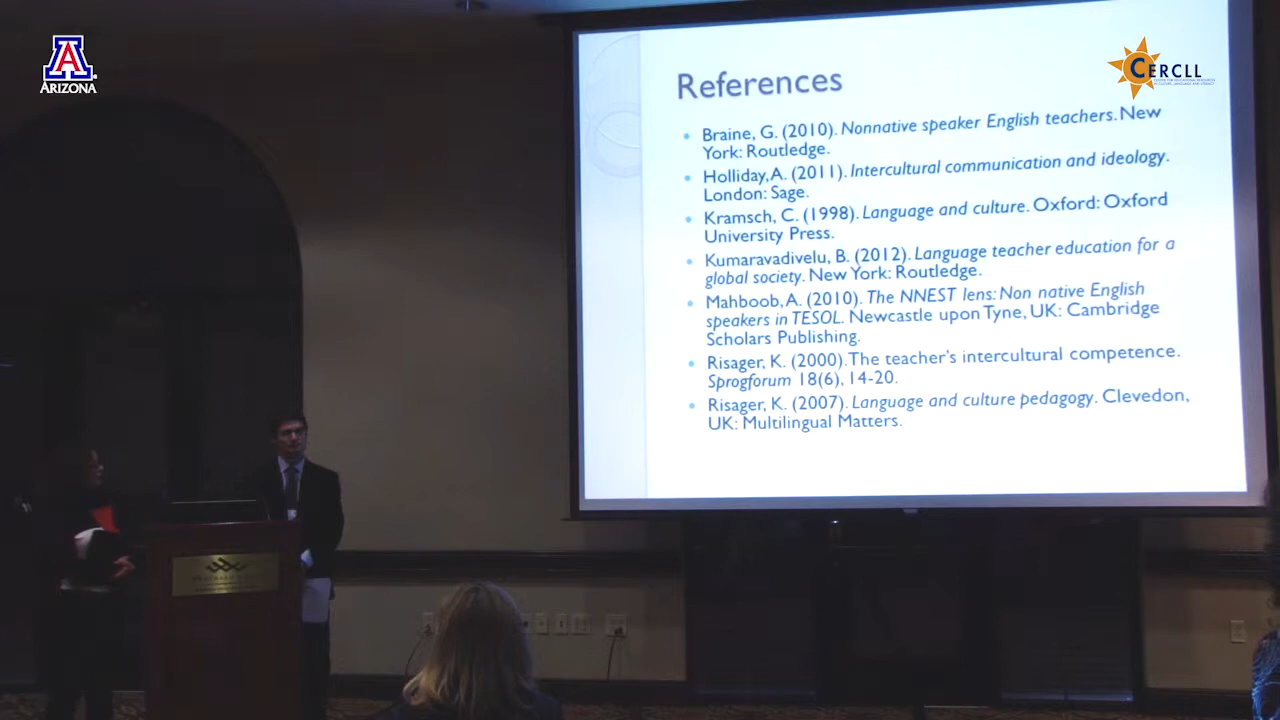 ARIZONA
CERCLL
References
Braine, G. (2010). Nonnative speaker English teachers. New
York: Routledge.
Holliday, A. (2011). Intercultural communication and ideology.
London: Sage.
Kramsch, C. (1998). Language and culture. Oxford: Oxford
University Press.
Kumaravadivelu, B. (2012). Language teacher education for a
global society. New York: Routledge.
Mahboob, A. (2010). The NNEST lens: Non native English
speakers in TESOL. Newcastle upon Tyne, UK: Cambridge
Scholars Publishing.
Risager, K. (2000). The teacher's intercultural competence.
Sprogforum 18(6), 14-20.
Risager, K. (2007). Language and culture pedagogy. Clevedon,
UK: Multilingual Matters.